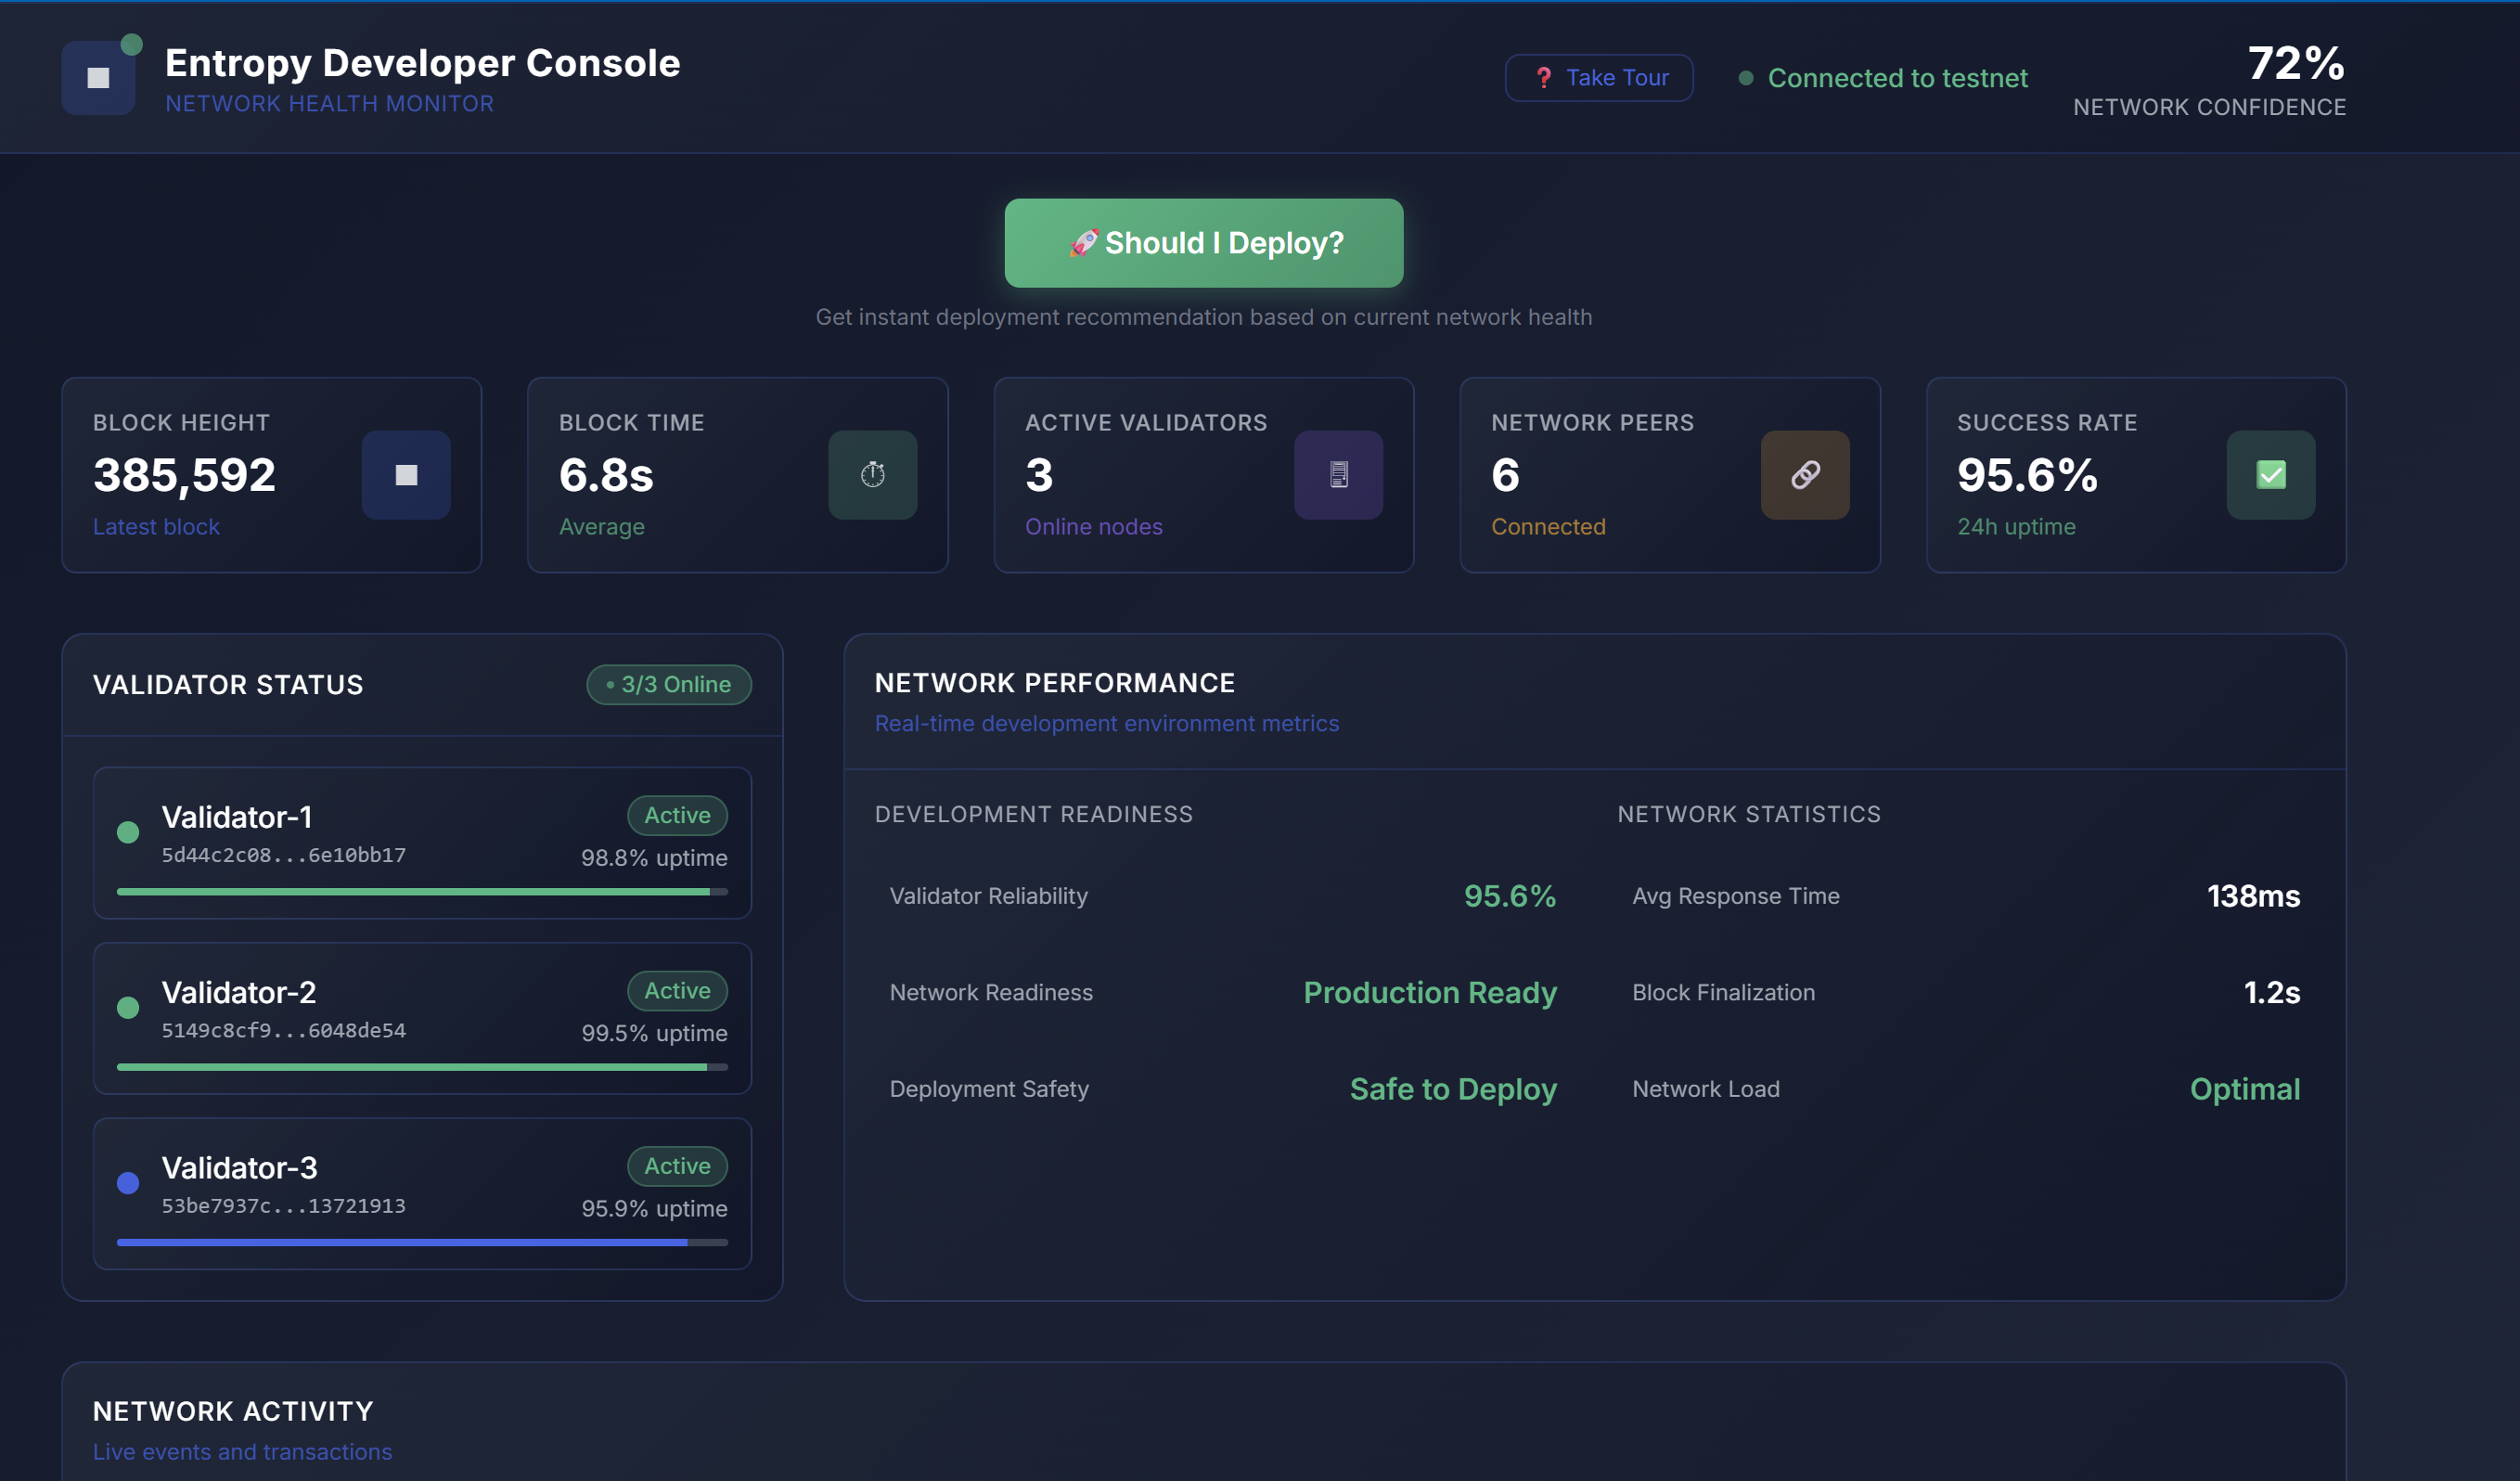 Entropy Developer Console
NETWORK HEALTH MONITOR
❓ Take Tour
Connected to testnet
72%
NETWORK CONFIDENCE
🚀 Should I Deploy?
Get instant deployment recommendation based on current network health
BLOCK HEIGHT
385,592
Latest block
BLOCK TIME
6.8s
Average
ACTIVE VALIDATORS
3
Online nodes
NETWORK PEERS
6
Connected
SUCCESS RATE
95.6%
24h uptime
VALIDATOR STATUS
• 3/3 Online
Validator-1
Active
5d44c2c08...6e10bb17
98.8% uptime
Validator-2
Active
5149c8cf9...6048de54
99.5% uptime
Validator-3
Active
53be7937c...13721913
95.9% uptime
NETWORK PERFORMANCE
Real-time development environment metrics
DEVELOPMENT READINESS
Validator Reliability
95.6%
Network Readiness
Production Ready
Deployment Safety
Safe to Deploy
NETWORK STATISTICS
Avg Response Time
138ms
Block Finalization
1.2s
Network Load
Optimal
NETWORK ACTIVITY
Live events and transactions